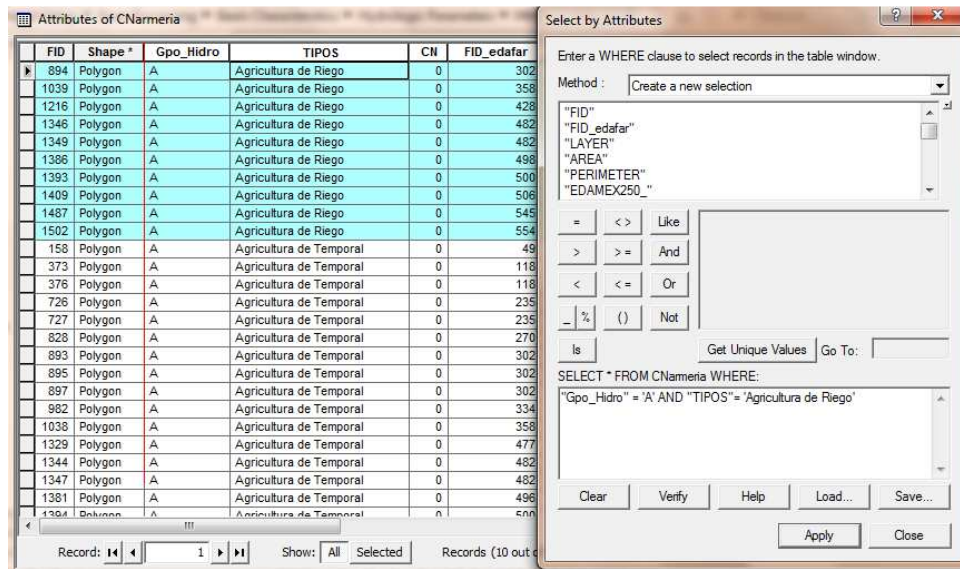 Attributes of CNarmeria
FID Shape * Gpo_Hidro TIPOS CN FID_edafar
894 Polygon A Agricultura de Riego 0 302
1039 Polygon A Agricultura de Riego 0 358
1216 Polygon A Agricultura de Riego 0 428
1346 Polygon A Agricultura de Riego 0 482
1349 Polygon A Agricultura de Riego 0 482
1386 Polygon A Agricultura de Riego 0 498
1393 Polygon A Agricultura de Riego 0 500
1409 Polygon A Agricultura de Riego 0 506
1487 Polygon A Agricultura de Riego 0 545
1502 Polygon A Agricultura de Riego 0 554
158 Polygon A Agricultura de Temporal 0 49
373 Polygon A Agricultura de Temporal 0 118
376 Polygon A Agricultura de Temporal 0 118
726 Polygon A Agricultura de Temporal 0 235
727 Polygon A Agricultura de Temporal 0 235
828 Polygon A Agricultura de Temporal 0 270
893 Polygon A Agricultura de Temporal 0 302
895 Polygon A Agricultura de Temporal 0 302
897 Polygon A Agricultura de Temporal 0 302
982 Polygon A Agricultura de Temporal 0 334
1038 Polygon A Agricultura de Temporal 0 358
1329 Polygon A Agricultura de Temporal 0 477
1344 Polygon A Agricultura de Temporal 0 482
1347 Polygon A Agricultura de Temporal 0 482
1381 Polygon A Agricultura de Temporal 0 496
1394 Polygon A Agricultura de Temporal 0 500
Record: 1 Show: All Selected Records (10 out
Select by Attributes
Enter a WHERE clause to select records in the table window.
Method : Create a new selection
"FID"
"FID_edafar"
"LAYER"
"AREA"
"PERIMETER"
"EDAMEX250_"
= <> Like
> > = And
< < = Or
_ % () Not
Is Get Unique Values Go To:
SELECT * FROM CNarmeria WHERE:
"Gpo_Hidro" = 'A' AND "TIPOS"= 'Agricultura de Riego'
Clear Verify Help Load... Save...
Apply Close